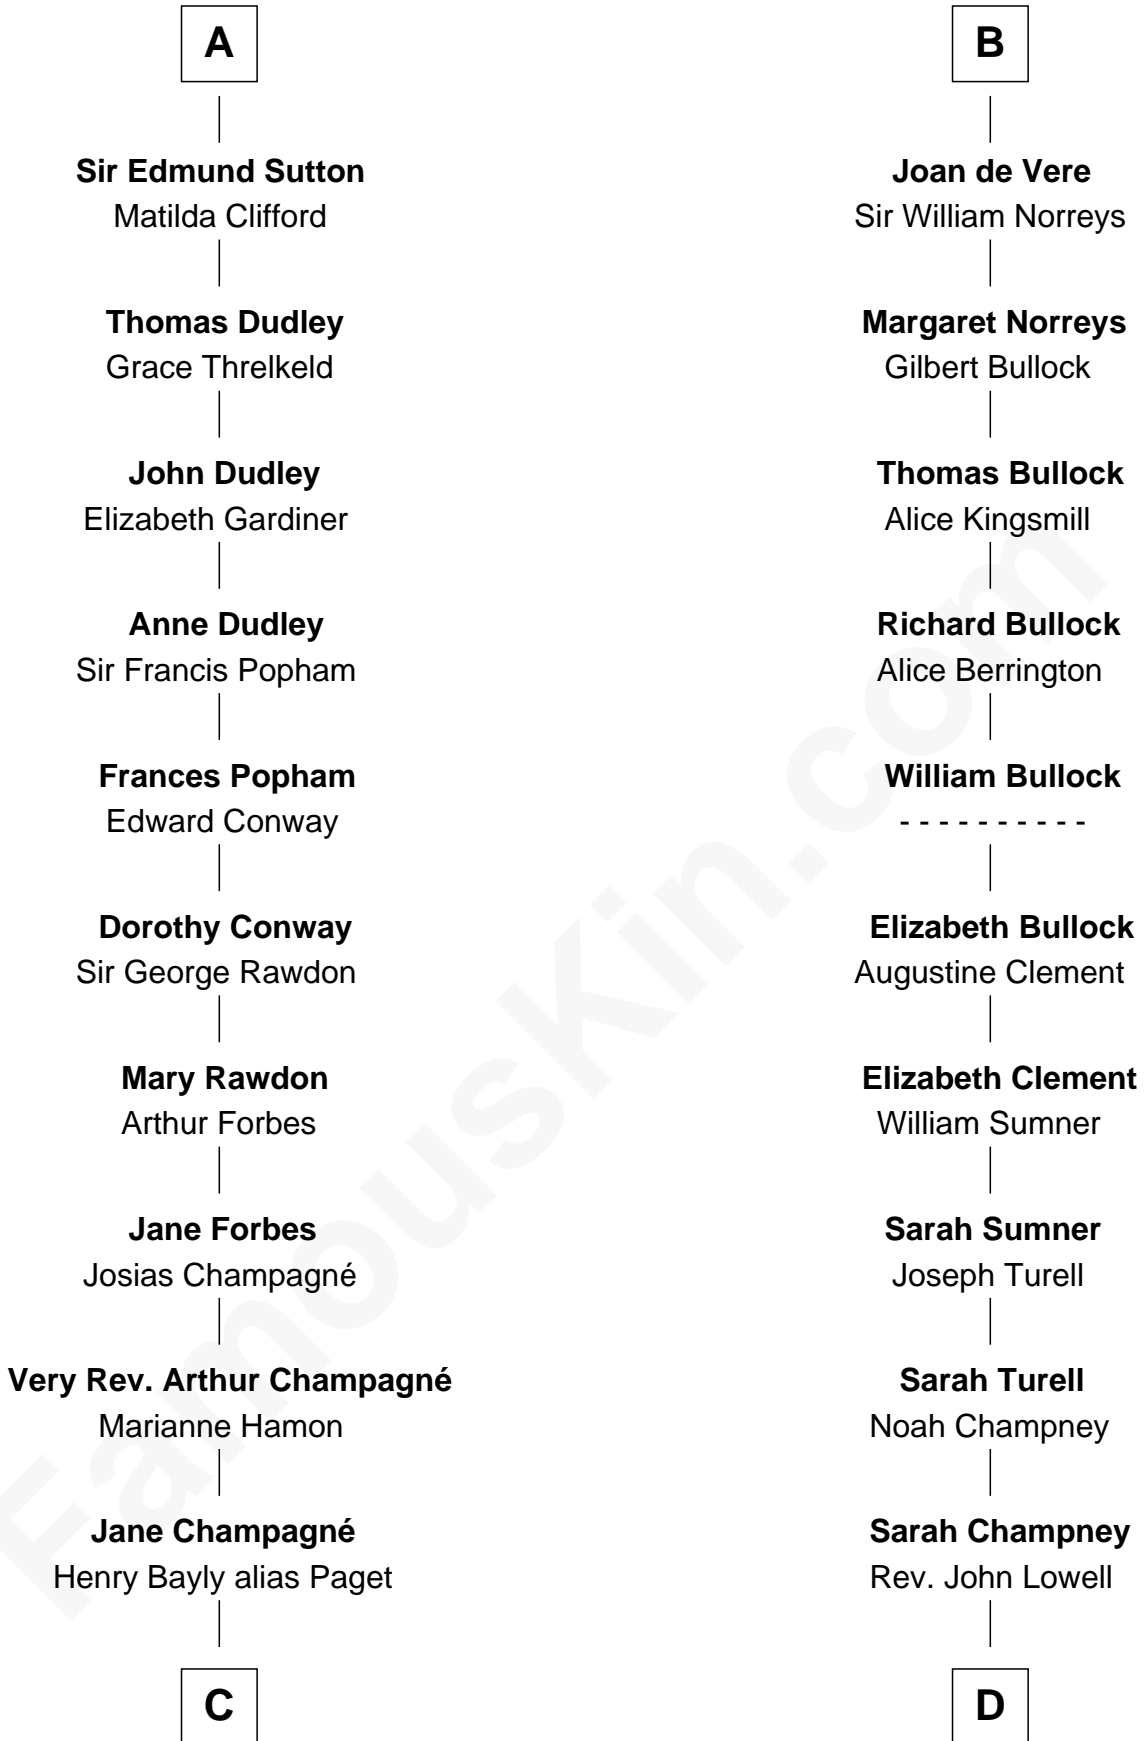 A
Sir Edmund Sutton
Matilda Clifford
Thomas Dudley
Grace Threlkeld
John Dudley
Elizabeth Gardiner
Anne Dudley
Sir Francis Popham
Frances Popham
Edward Conway
Dorothy Conway
Sir George Rawdon
Mary Rawdon
Arthur Forbes
Jane Forbes
Josias Champagné
Very Rev. Arthur Champagné
Marianne Hamon
Jane Champagné
Henry Bayly alias Paget
C
B
Joan de Vere
Sir William Norreys
Margaret Norreys
Gilbert Bullock
Thomas Bullock
Alice Kingsmill
Richard Bullock
Alice Berrington
William Bullock
- - - - - - - - - -
Elizabeth Bullock
Augustine Clement
Elizabeth Clement
William Sumner
Sarah Sumner
Joseph Turell
Sarah Turell
Noah Champney
Sarah Champney
Rev. John Lowell
D
FamousKin.com